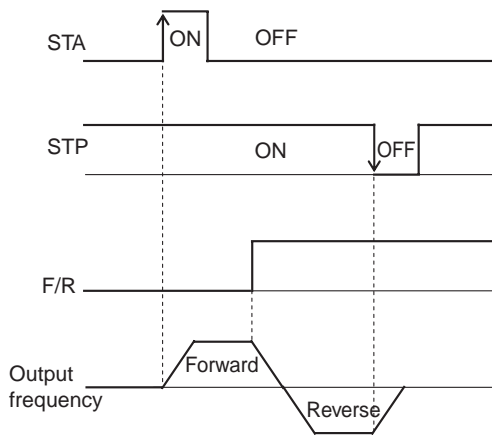 STA
ON
OFF
STP
ON
OFF
F/R
Forward
Output
frequency
Reverse